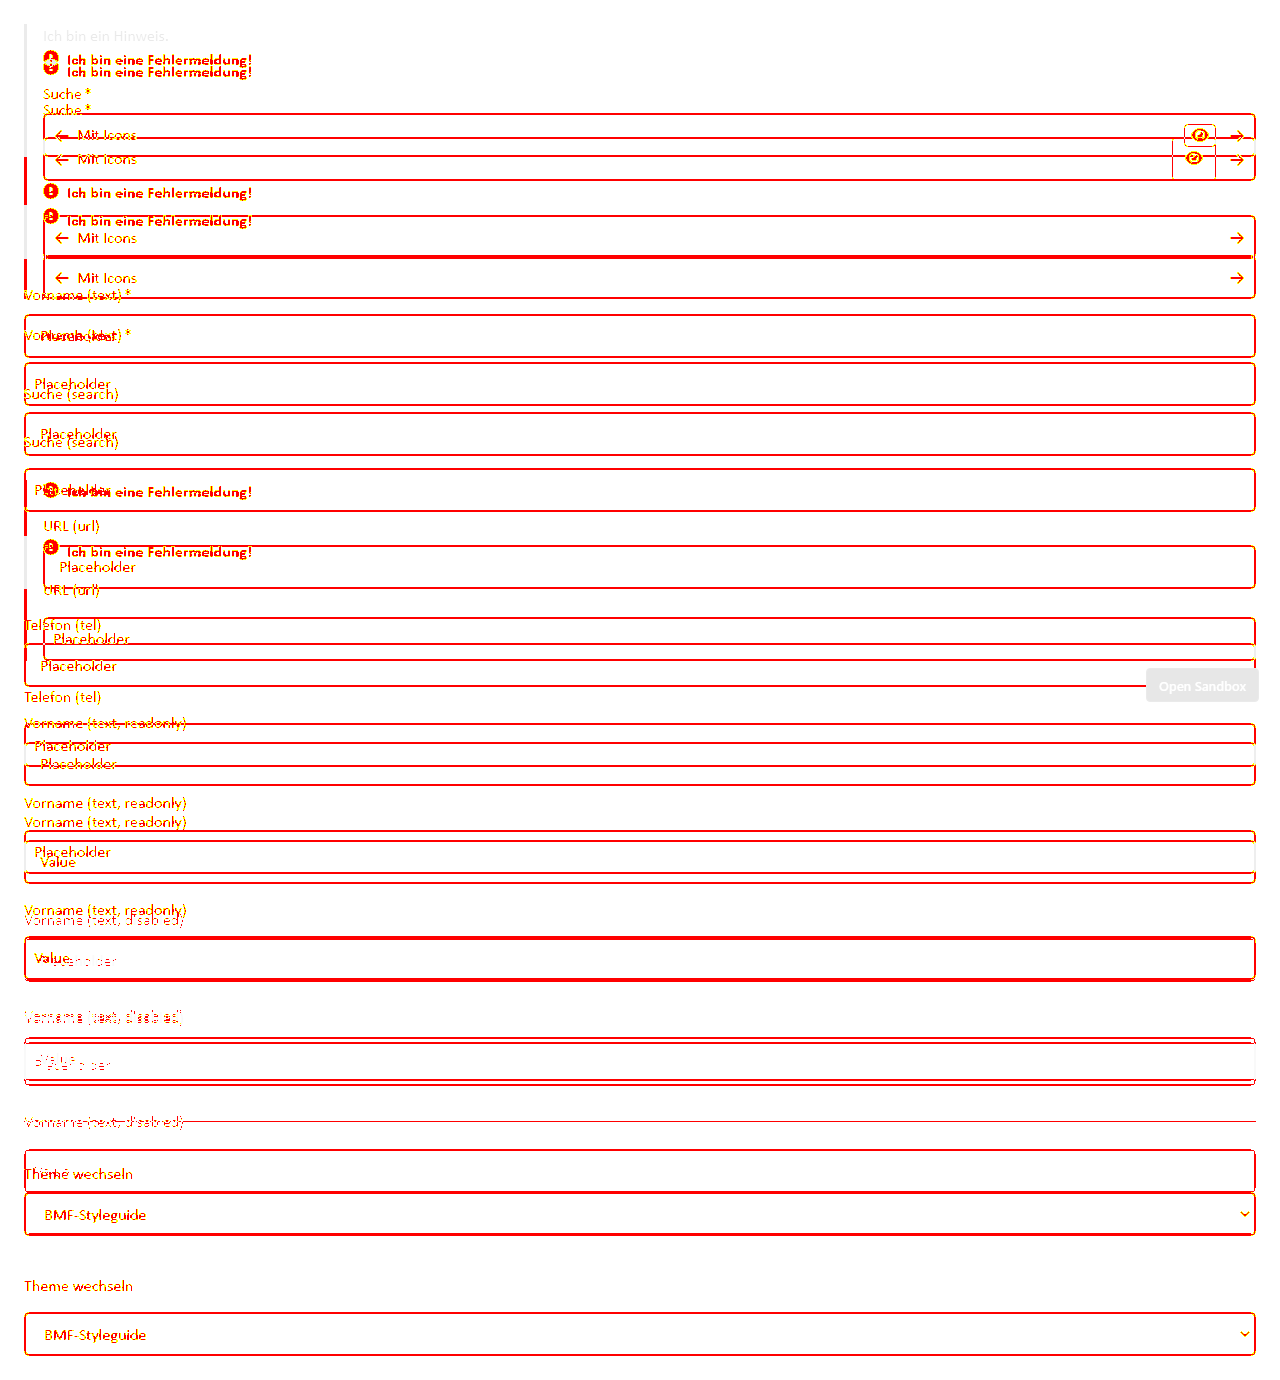 Ich bin ein Hinweis.
Ich bin eine Fehlermeldung!
Ich bin eine Fehlermeldung!
Suche *
Suche *
Mit Icons
Mit Icons
Ich bin eine Fehlermeldung!
Ich bin eine Fehlermeldung!
Mit Icons
Mit Icons
Vorname (text) *
Vorname (text) *
Placeholder
Placeholder
Suche (search)
Placeholder
Suche (search)
Placeholder
Ich bin eine Fehlermeldung!
URL (url)
Ich bin eine Fehlermeldung!
Placeholder
URL (url)
Telefon (tel)
Placeholder
Placeholder
Open Sandbox
Telefon (tel)
Vorname (text, readonly)
Placeholder
Placeholder
Vorname (text, readonly)
Vorname (text, readonly)
Placeholder
Value
Vorname (text, readonly)
Vorname (text, disabled)
Value
Placeholder
Vorname (text, disabled)
Placeholder
Vorname (text, disabled)
Theme wechseln
BMF-Styleguide
Theme wechseln
BMF-Styleguide